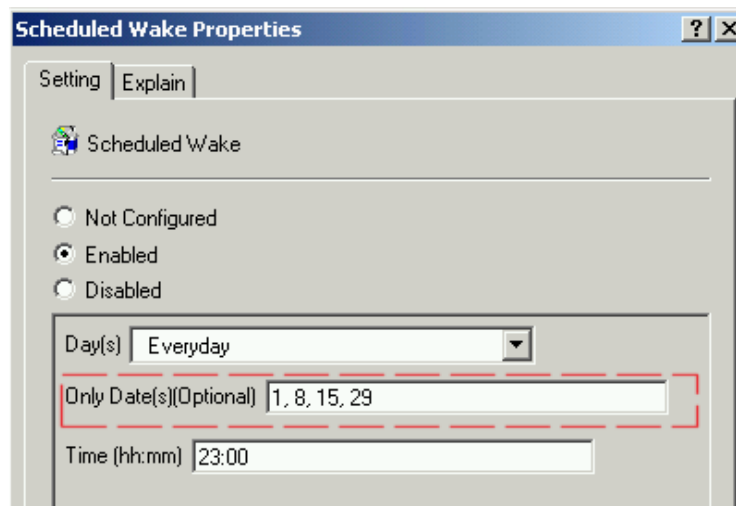 Scheduled Wake Properties
Setting Explain
Scheduled Wake
Not Configured
Enabled
Disabled
Day(s) Everyday
Only Date(s)(Optional) 1, 8, 15, 29
Time (hh:mm) 23:00